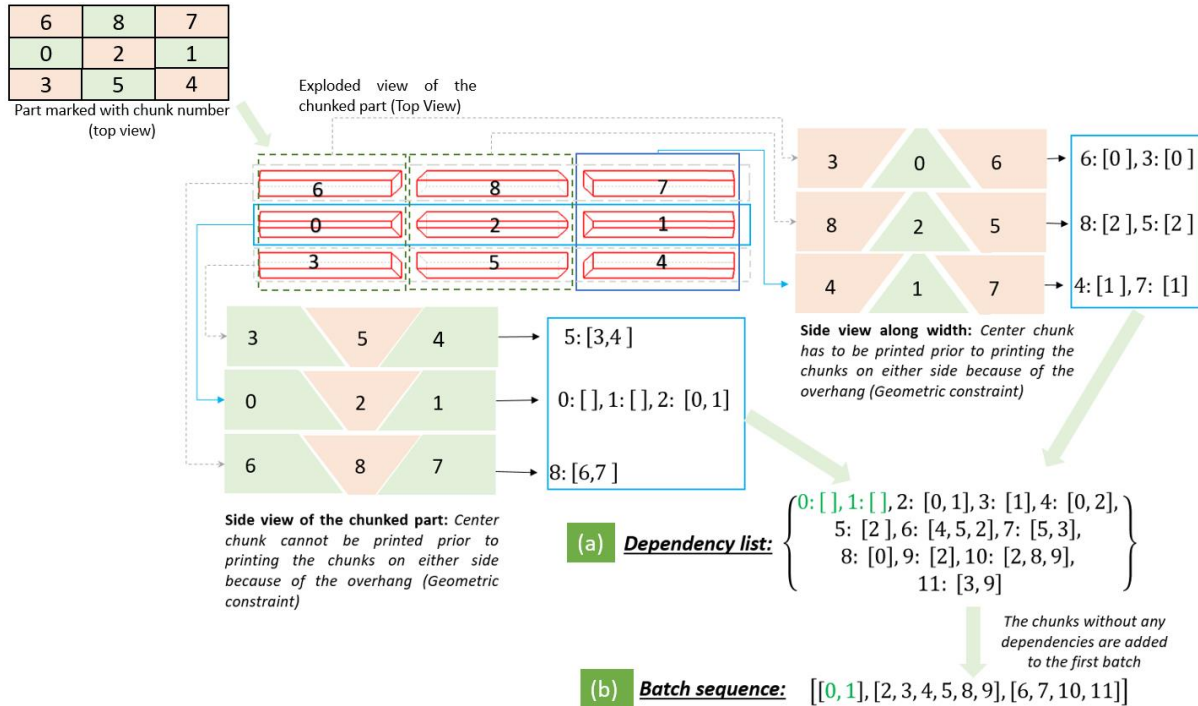 6 8 7
0 2 1
3 5 4
Part marked with chunk number
(top view)
Exploded view of the
chunked part (Top View)
6 8 7
0 2 1
3 5 4
3 0 6
6: [0 ], 3: [0 ]
8 2 5
8: [2 ], 5: [2 ]
4 1 7
4: [1 ], 7: [1 ]
Side view along width: Center chunk
has to be printed prior to printing the
chunks on either side because of the
overhang (Geometric constraint)
3 5 4
5: [3,4 ]
0 2 1
0: [ ], 1: [ ], 2: [0, 1]
6 8 7
8: [6,7 ]
Side view of the chunked part: Center
chunk cannot be printed prior to
printing the chunks on either side
because of the overhang (Geometric
constraint)
(a) Dependency list:
{0: [ ], 1: [ ], 2: [0, 1], 3: [1], 4: [0, 2],
5: [2 ], 6: [4, 5, 2], 7: [5, 3],
8: [0], 9: [2], 10: [2, 8, 9],
11: [3, 9]}
The chunks without any
dependencies are added
to the first batch
(b) Batch sequence: [[0, 1], [2, 3, 4, 5, 8, 9], [6, 7, 10, 11]]